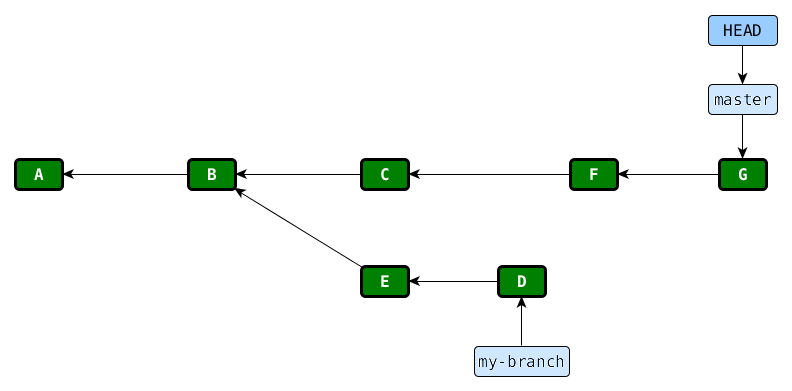 HEAD
master
A B C F G
E D
my-branch